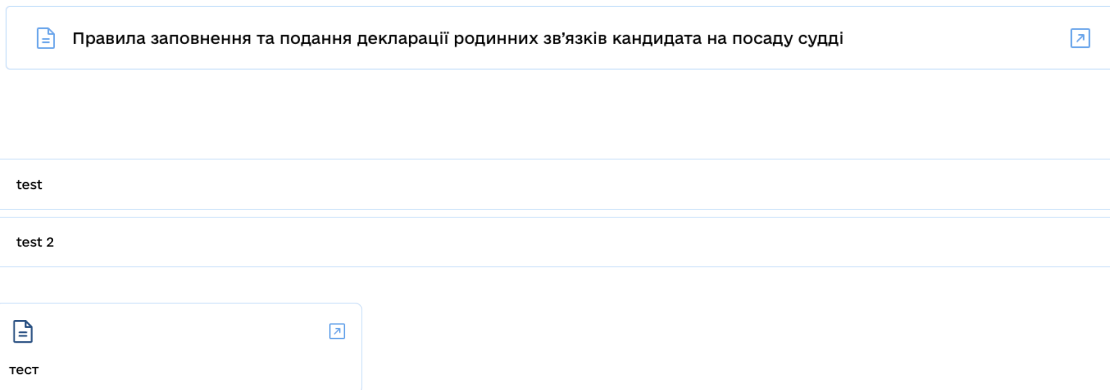 Правила заповнення та подання декларації родинних зв’язків кандидата на посаду судді
test
test 2
тест